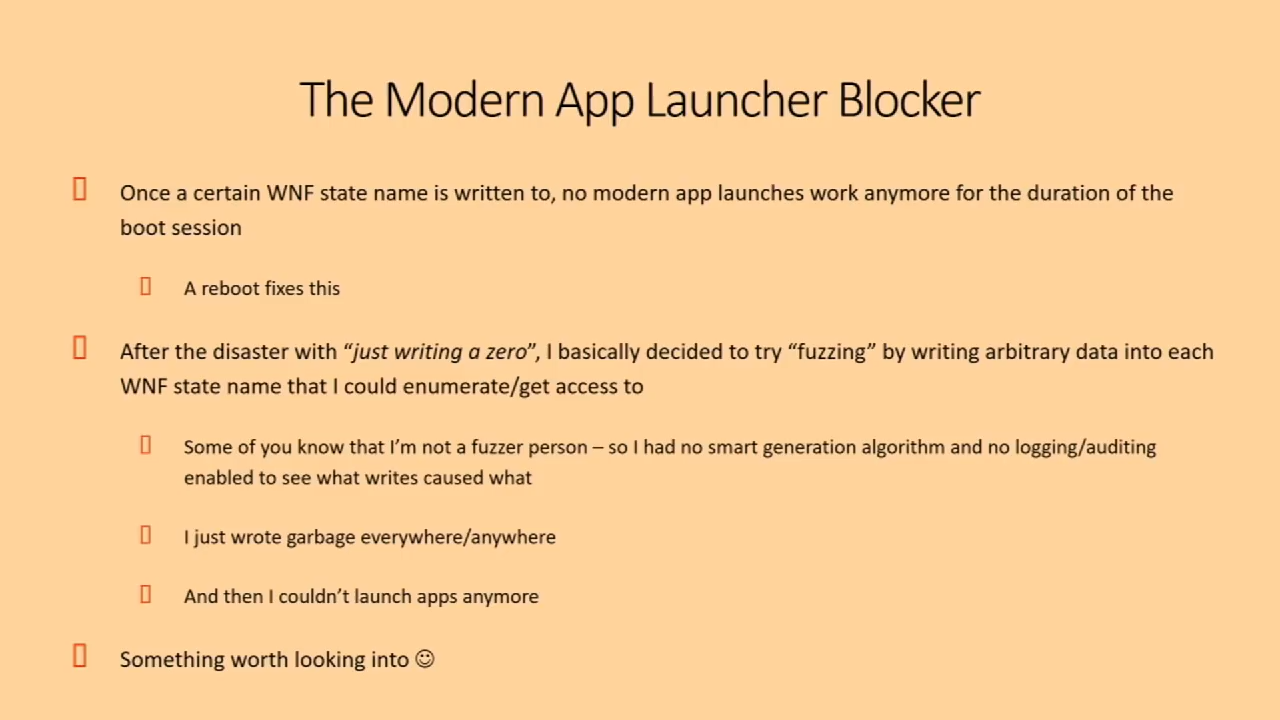 The Modern App Launcher Blocker
Once a certain WNF state name is written to, no modern app launches work anymore for the duration of the
boot session
A reboot fixes this
After the disaster with “just writing a zero”, I basically decided to try “fuzzing” by writing arbitrary data into each
WNF state name that I could enumerate/get access to
Some of you know that I’m not a fuzzer person – so I had no smart generation algorithm and no logging/auditing
enabled to see what writes caused what
I just wrote garbage everywhere/anywhere
And then I couldn’t launch apps anymore
Something worth looking into ☺